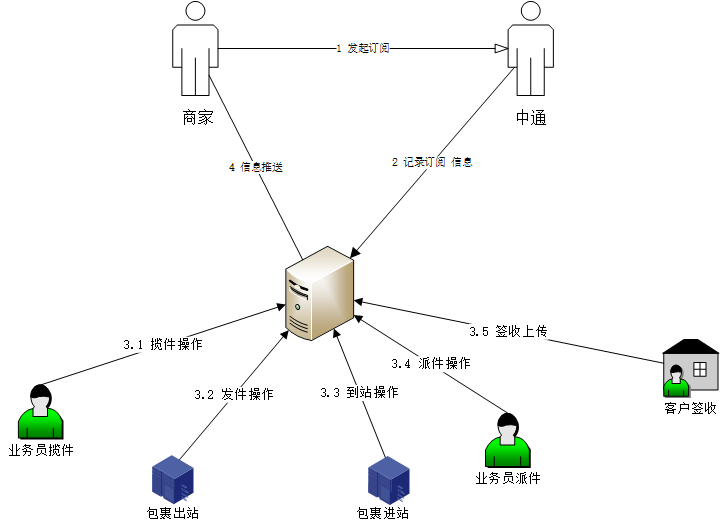 1 发起订阅
商家
中通
4 信息推送
2 记录订阅 信息
3.1 揽件操作
3.2 发件操作
3.3 到站操作
3.4 派件操作
3.5 签收上传
业务员揽件
包裹出站
包裹进站
业务员派件
客户签收